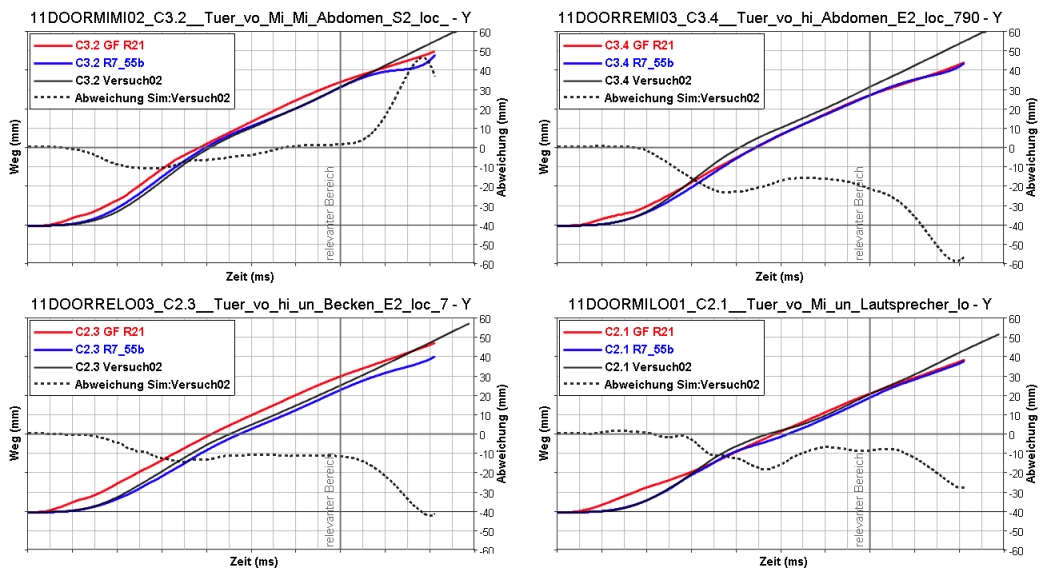 11DOORMIMI02_C3.2__Tuer_vo_Mi_Mi_Abdomen_S2_loc_ - Y
C3.2 GF R21
C3.2 R7_55b
C3.2 Versuch02
Abweichung Sim:Versuch02
Weg (mm)
60
50
40
30
20
10
0
-10
-20
-30
-40
-50
-60
Abweichung (mm)
relevanter Bereich
Zeit (ms)
11DOORREMI03_C3.4__Tuer_vo_hi_Abdomen_E2_loc_790 - Y
C3.4 GF R21
C3.4 R7_55b
C3.4 Versuch02
Abweichung Sim:Versuch02
Weg (mm)
60
50
40
30
20
10
0
-10
-20
-30
-40
-50
-60
Abweichung (mm)
relevanter Bereich
Zeit (ms)
11DOORRELO03_C2.3__Tuer_vo_hi_un_Becken_E2_loc_7 - Y
C2.3 GF R21
C2.3 R7_55b
C2.3 Versuch02
Abweichung Sim:Versuch02
Weg (mm)
60
50
40
30
20
10
0
-10
-20
-30
-40
-50
-60
Abweichung (mm)
relevanter Bereich
Zeit (ms)
11DOORMILO01_C2.1__Tuer_vo_Mi_un_Lautsprecher_lo - Y
C2.1 GF R21
C2.1 R7_55b
C2.1 Versuch02
Abweichung Sim:Versuch02
Weg (mm)
60
50
40
30
20
10
0
-10
-20
-30
-40
-50
-60
Abweichung (mm)
relevanter Bereich
Zeit (ms)